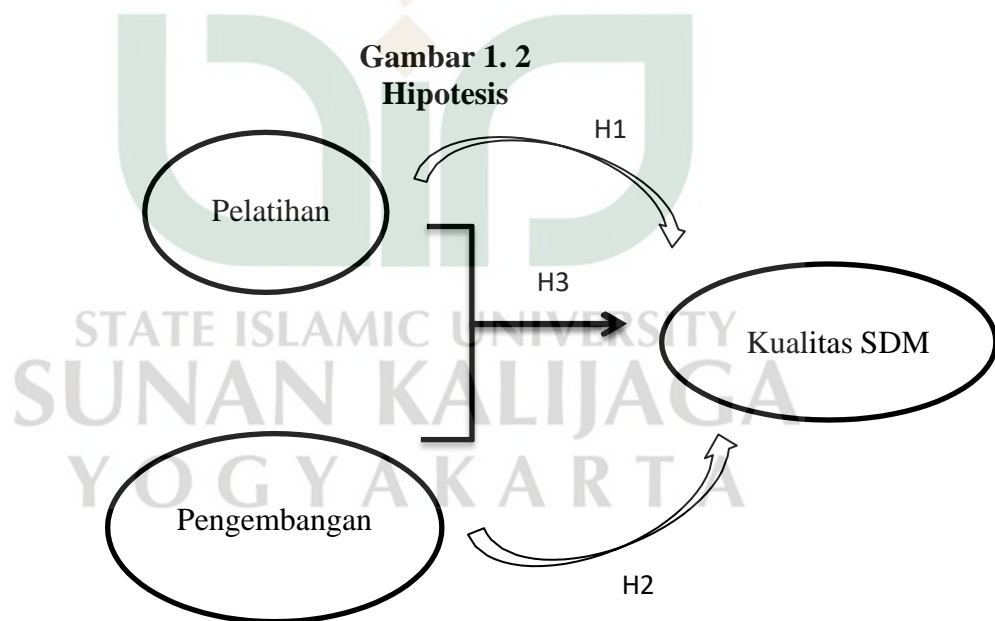 Gambar 1. 2
Hipotesis
H1
Pelatihan
H3
STATE ISLAMIC UNIVERSITY
Kualitas SDM
SUNAN KALIJAGA
YOGYAKARTA
Pengembangan
H2